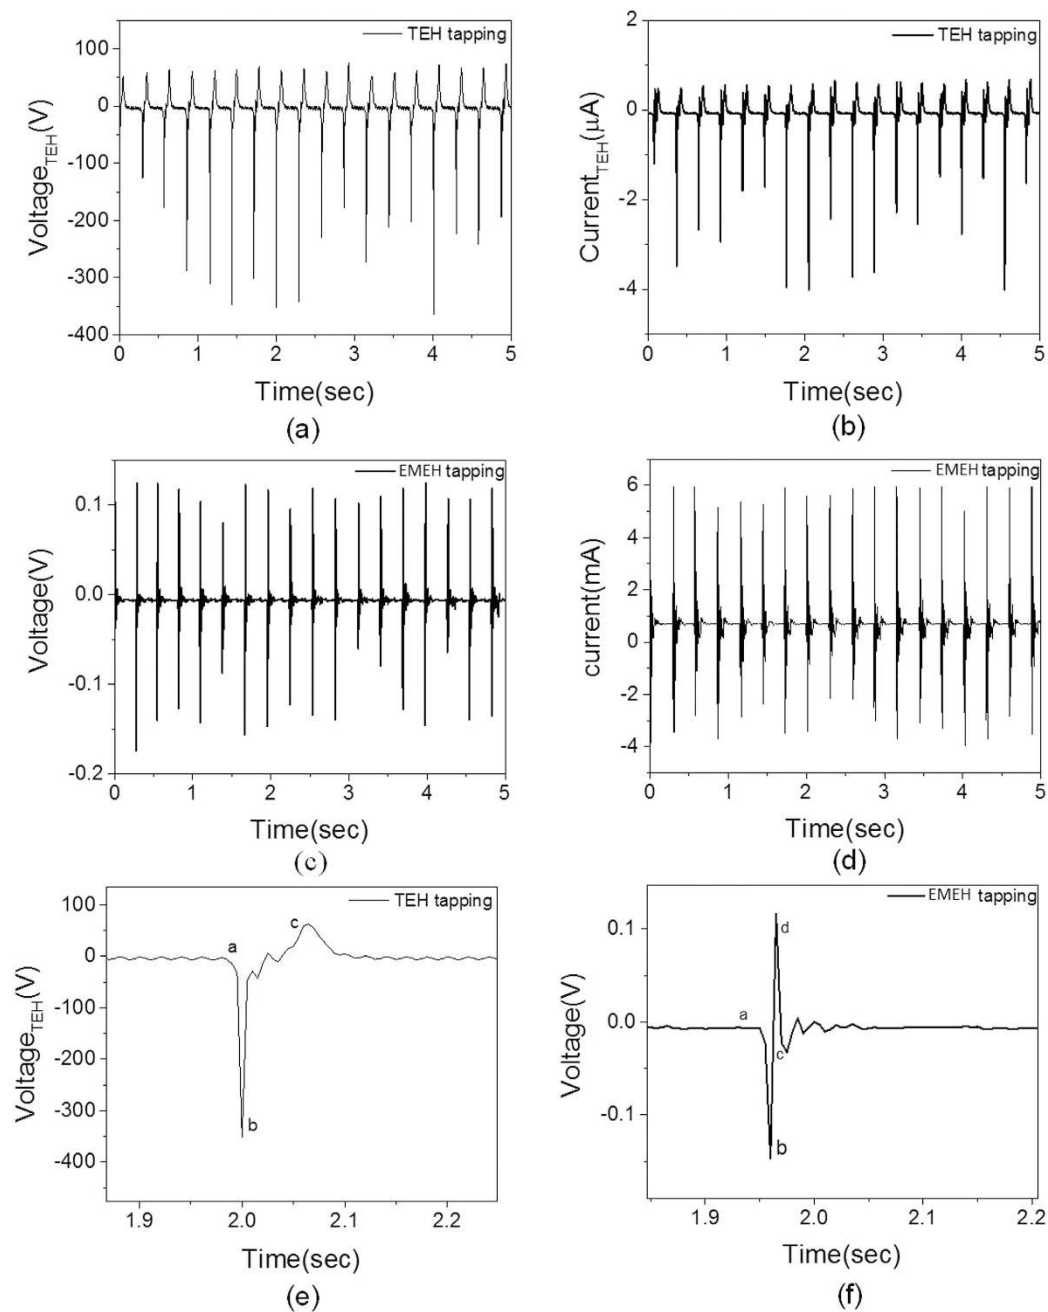 TEH tapping
100
0
-100
-200
-300
-400
Voltage_TEH(V)
0 1 2 3 4 5
Time(sec)
(a)
TEH tapping
2
0
-2
-4
Current_TEH(μA)
0 1 2 3 4 5
Time(sec)
(b)
EMEH tapping
0.1
0.0
-0.1
-0.2
Voltage(V)
0 1 2 3 4 5
Time(sec)
(c)
EMEH tapping
6
4
2
0
-2
-4
current(mA)
0 1 2 3 4 5
Time(sec)
(d)
TEH tapping
100
0
-100
-200
-300
-400
Voltage_TEH(V)
a
c
b
1.9 2.0 2.1 2.2
Time(sec)
(e)
EMEH tapping
0.1
0.0
-0.1
Voltage(V)
d
a
c
b
1.9 2.0 2.1 2.2
Time(sec)
(f)